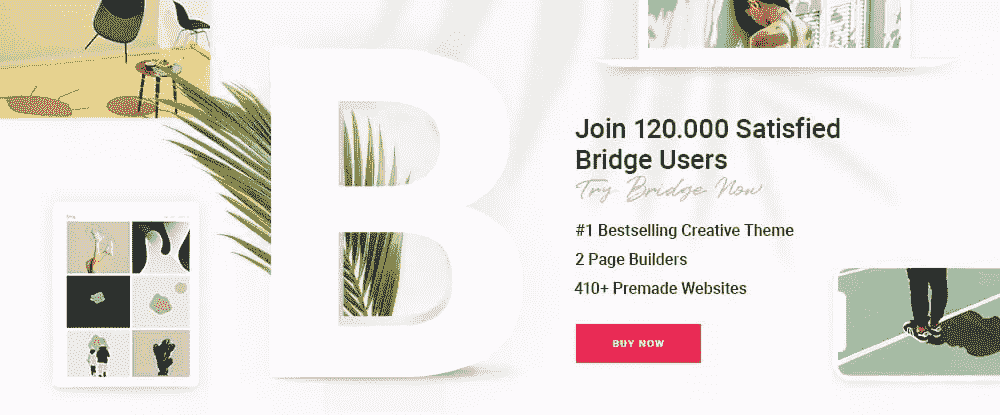 B
Join 120.000 Satisfied
Bridge Users
Try Bridge Now
#1 Bestselling Creative Theme
2 Page Builders
410+ Premade Websites
BUY NOW